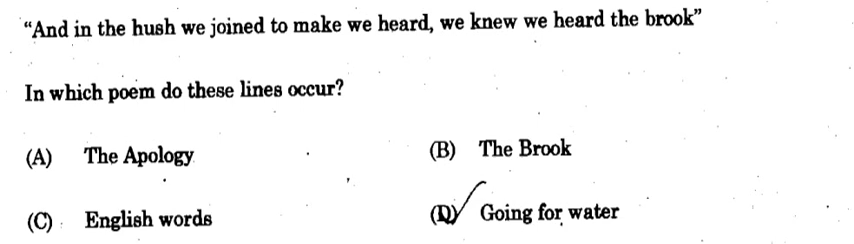 "And in the hush we joined to make we heard, we knew we heard the brook"
In which poem do these lines occur?
(A) The Apology
(B) The Brook
(C) English words
(D) Going for water